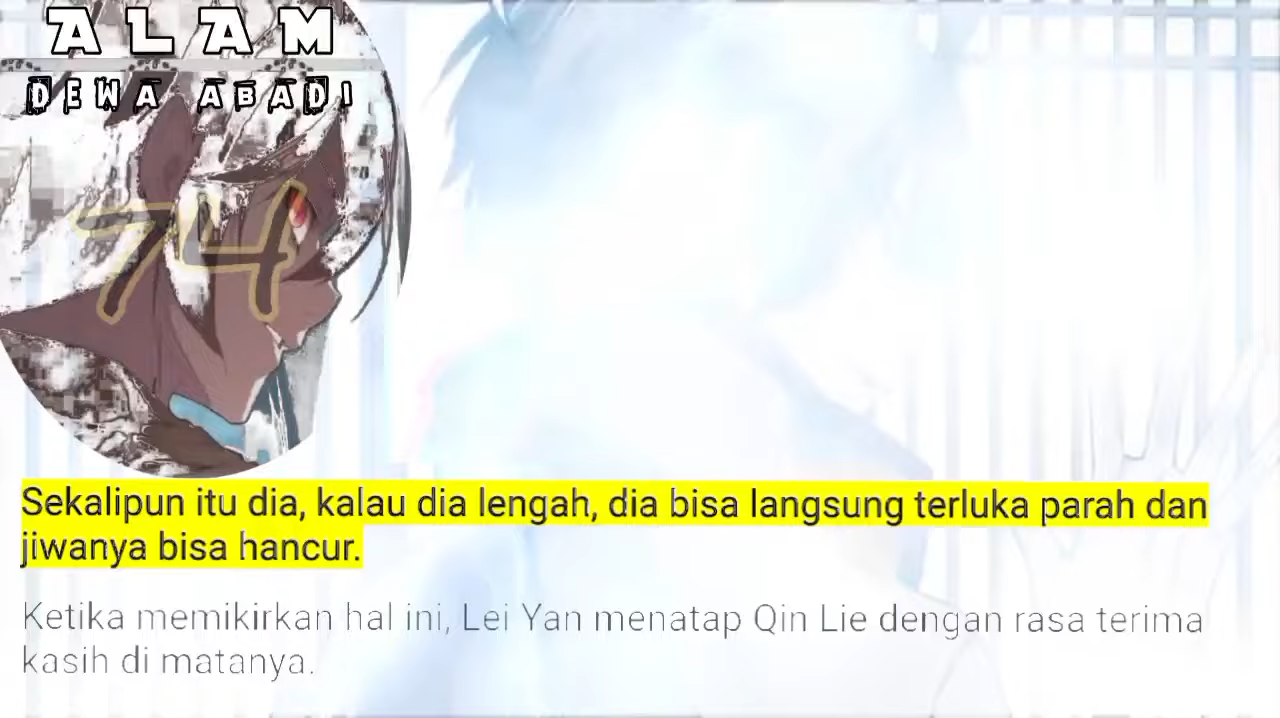 ALAM
DEWA ABADI
74
Sekalipun itu dia, kalau dia lengah, dia bisa langsung terluka parah dan
jiwanya bisa hancur.
Ketika memikirkan hal ini, Lei Yan menatap Qin Lie dengan rasa terima
kasih di matanya.